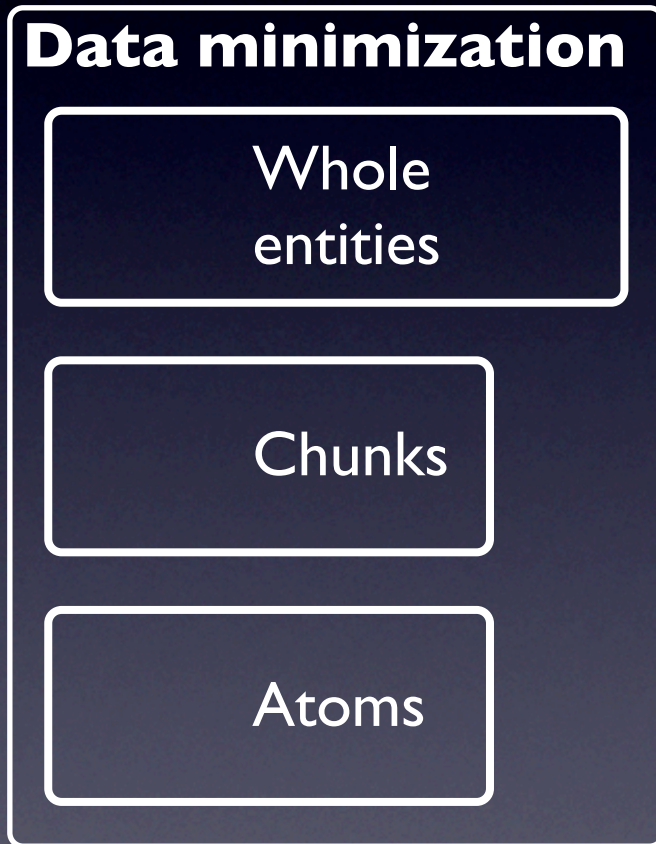 Data minimization
Whole
entities
Chunks
Atoms